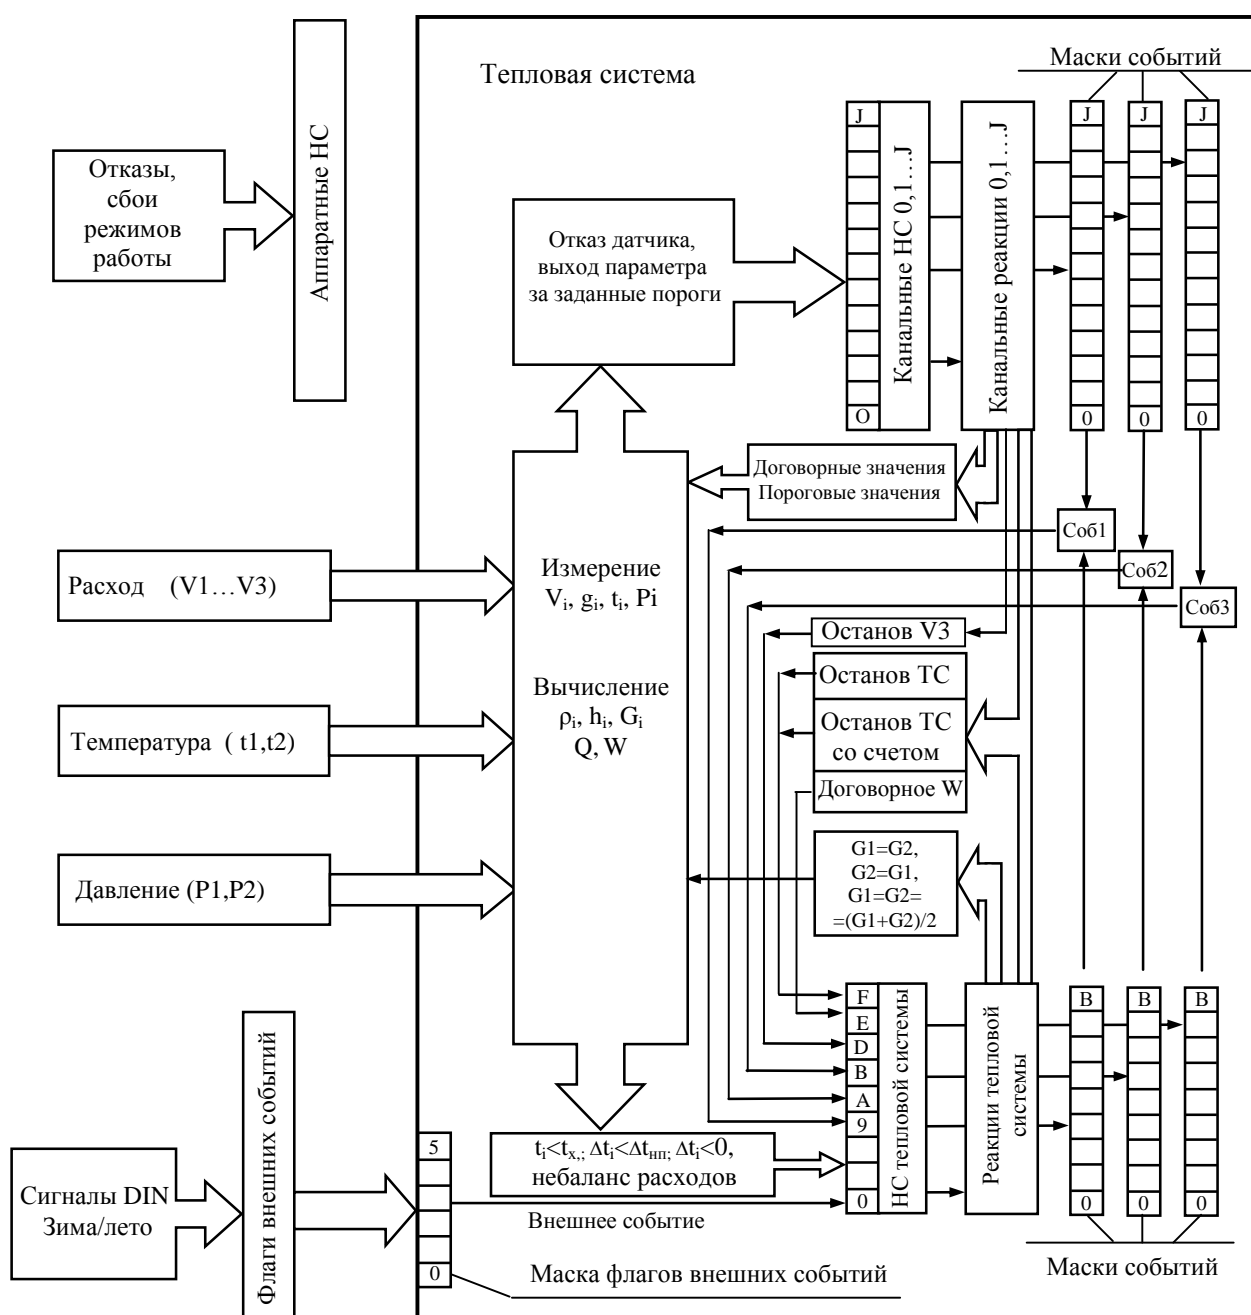 Тепловая система
Маски событий
Отказы,
сбои
режимов
работы
Аппаратные НС
Отказ датчика,
выход параметра
за заданные пороги
J
O
Канальные НС 0,1…J
Канальные реакции 0,1…J
J
J
J
0
0
0
Договорные значения
Пороговые значения
Соб1
Соб2
Соб3
Расход (V1…V3)
Температура ( t1,t2)
Давление (P1,P2)
Измерение
Vi, gi, ti, Pi
Вычисление
ρi, hi, Gi
Q, W
Останов V3
Останов ТС
Останов ТС
со счетом
Договорное W
G1=G2,
G2=G1,
G1=G2=
=(G1+G2)/2
F
E
D
B
A
9
0
НС тепловой системы
Реакции тепловой
системы
B
B
B
0
0
0
Маски событий
ti<tх,; Δti<Δtнп; Δti<0,
небаланс расходов
Внешнее событие
Сигналы DIN
Зима/лето
Флаги внешних событий
5
0
Маска флагов внешних событий